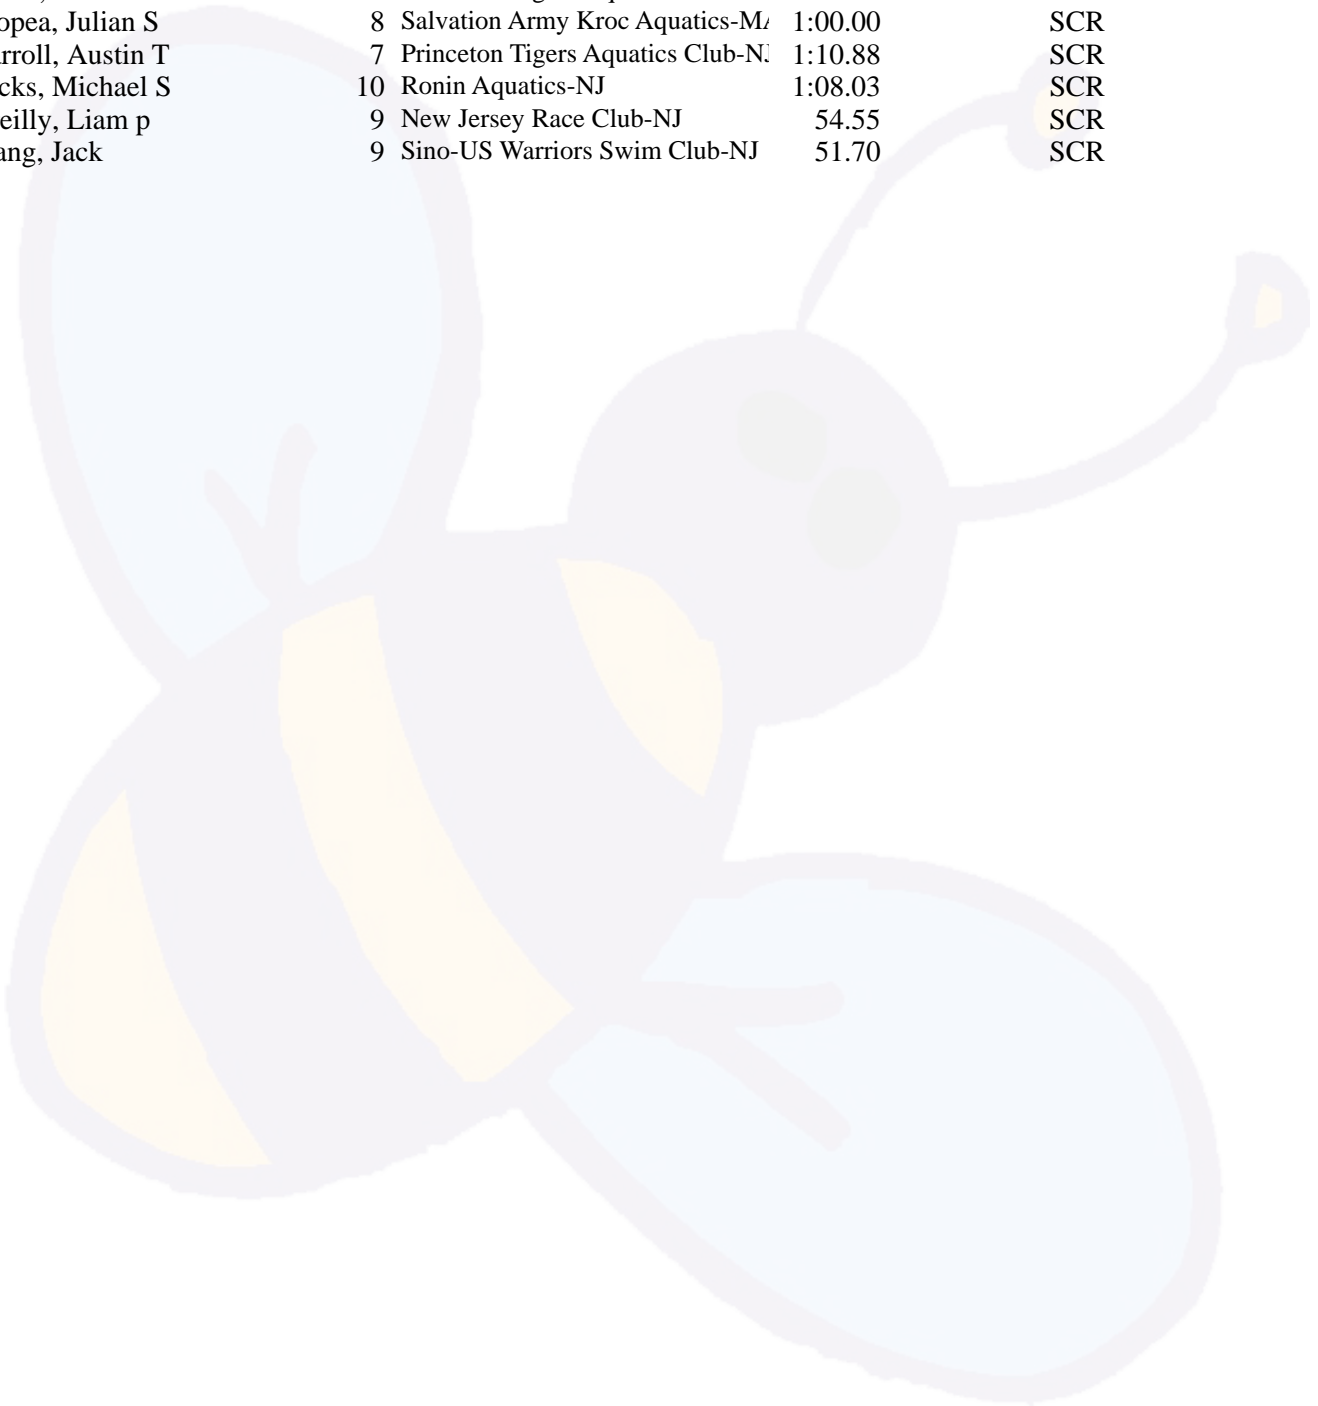 opea, Julian S 8 Salvation Army Kroc Aquatics-MA 1:00.00 SCR
rroll, Austin T 7 Princeton Tigers Aquatics Club-NJ 1:10.88 SCR
cks, Michael S 10 Ronin Aquatics-NJ 1:08.03 SCR
eilly, Liam p 9 New Jersey Race Club-NJ 54.55 SCR
ang, Jack 9 Sino-US Warriors Swim Club-NJ 51.70 SCR